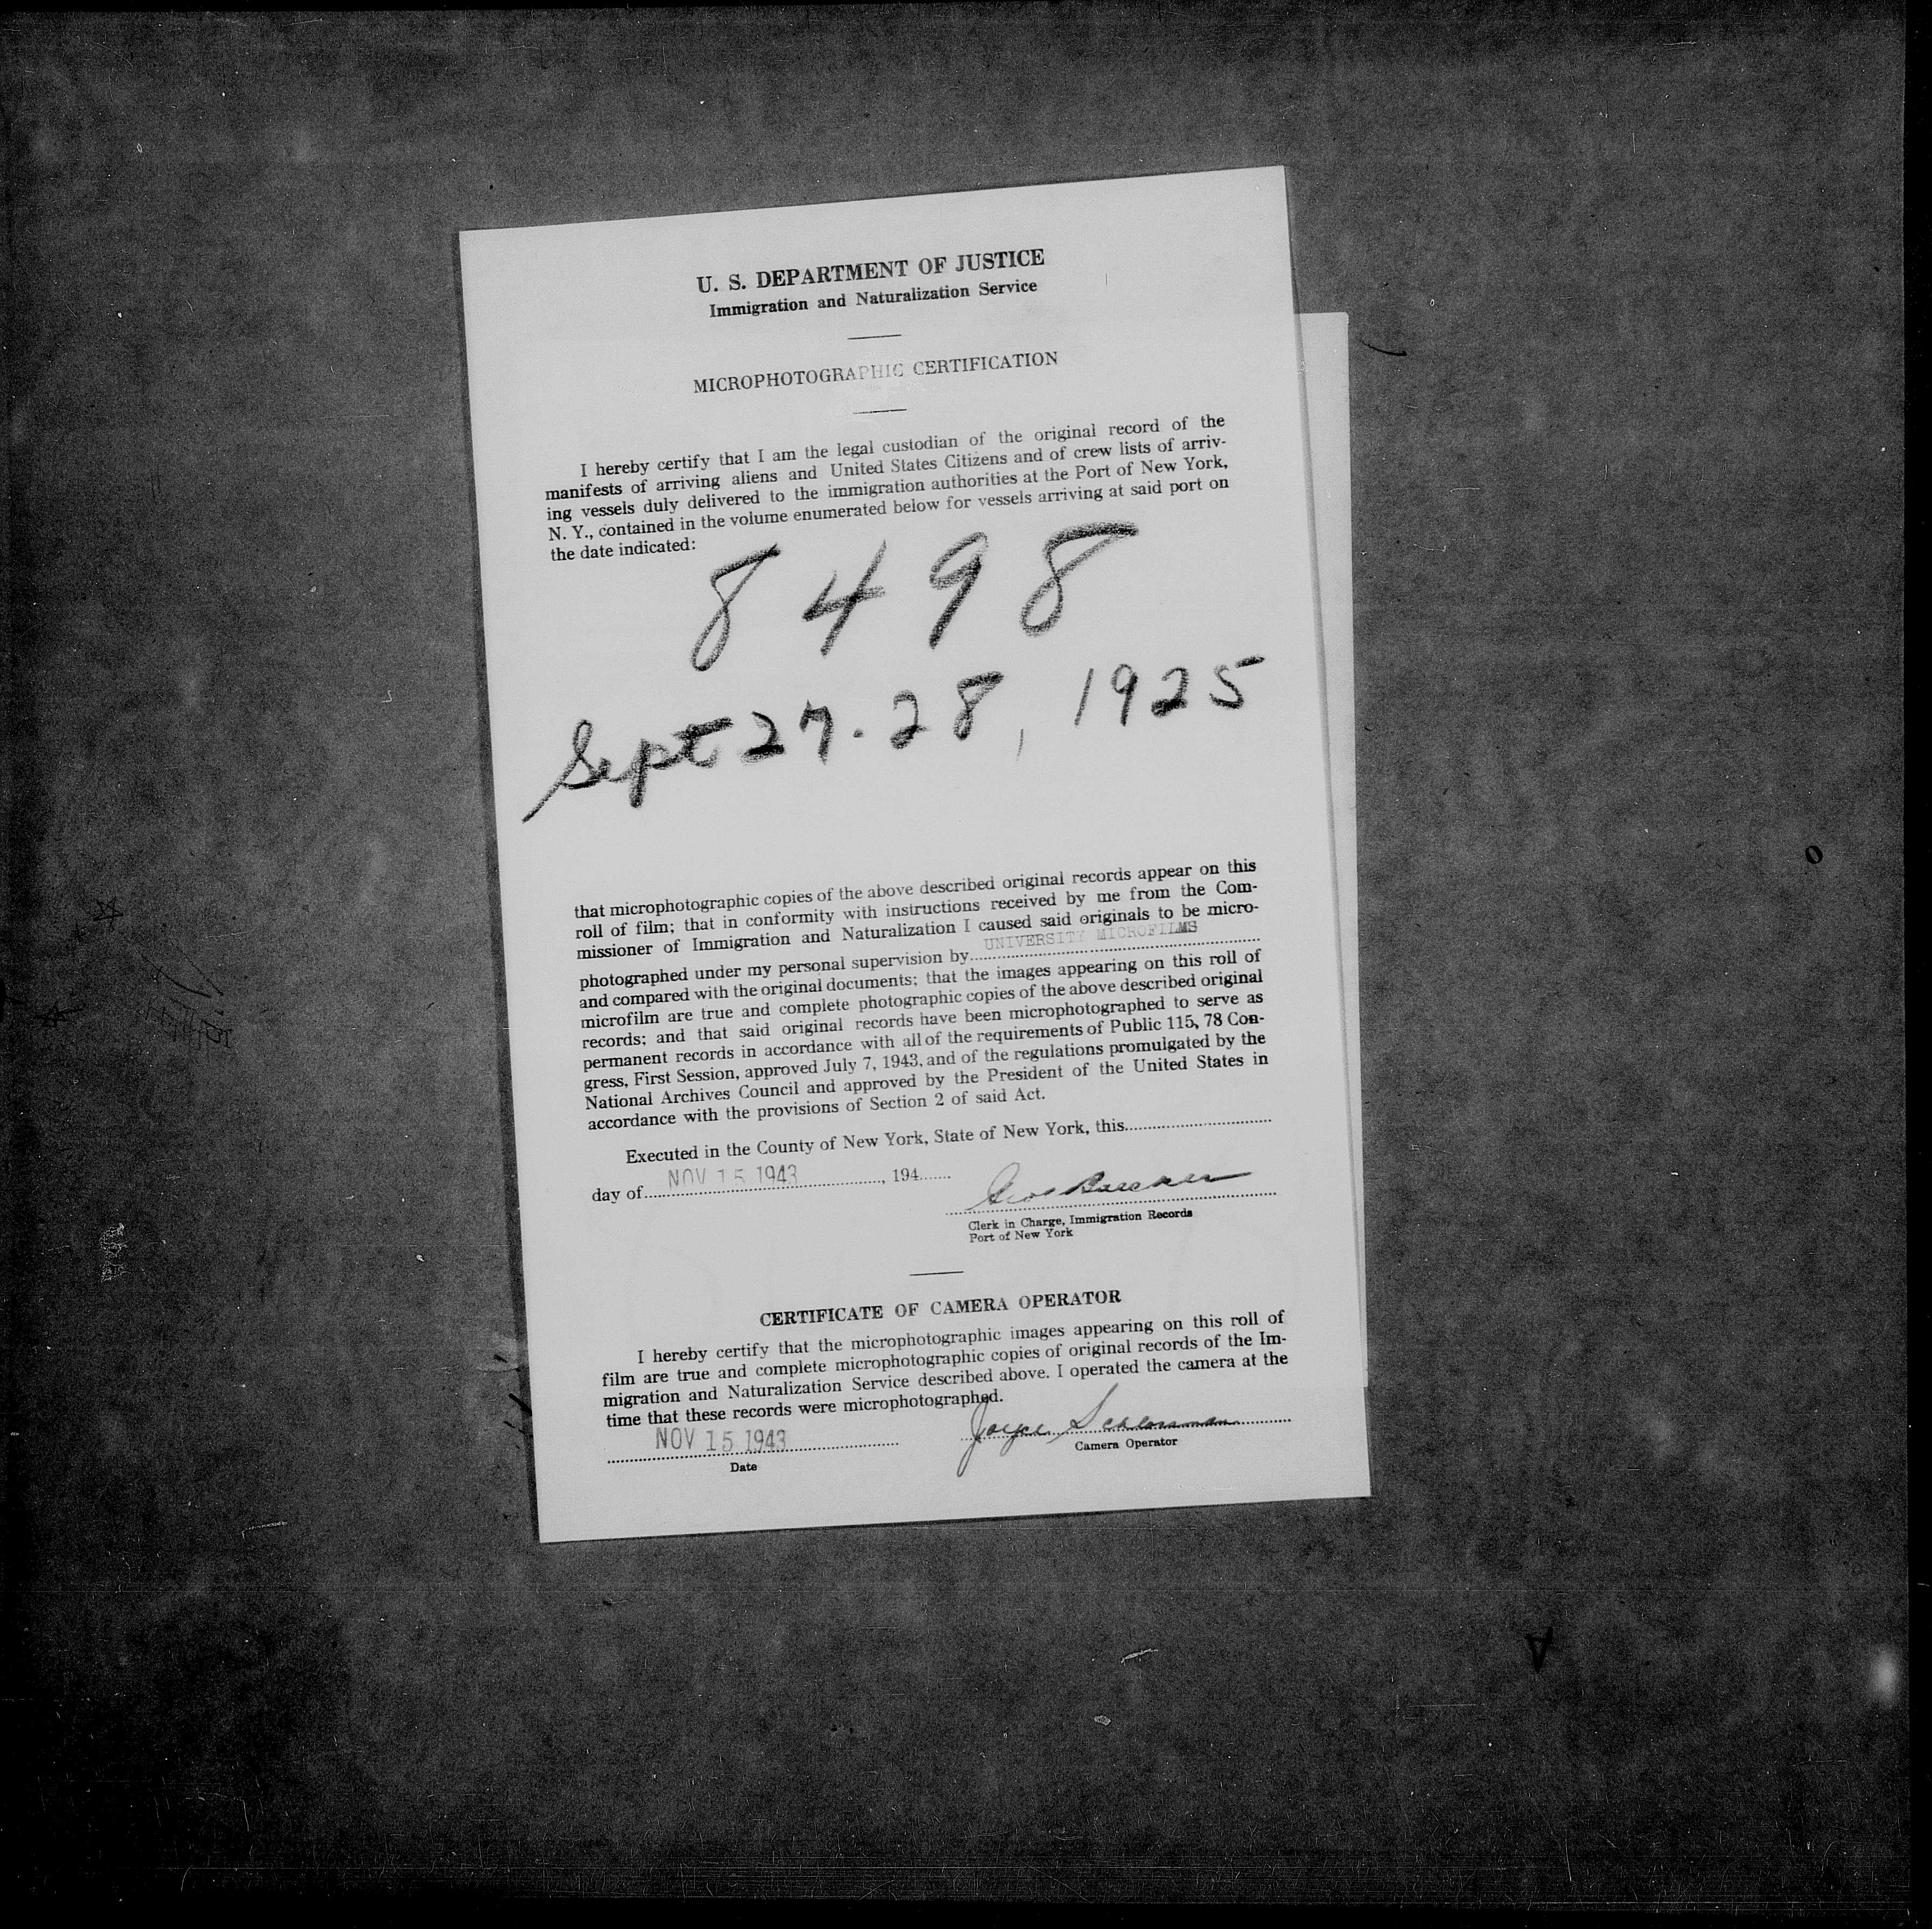 U. S. DEPARTMENT OF JUSTICE
Immigration and Naturalization Service
MICROPHOTOGRAPHIC CERTIFICATION
I hereby certify that I am the legal custodian of the original record of the
manifests of arriving aliens and United States Citizens and of crew lists of arriv-
ing vessels duly delivered to the immigration authorities at the Port of New York,
N. Y., contained in the volume enumerated below for vessels arriving at said port on
the date indicated:
8498
Sept 27.28, 1925
that microphotographic copies of the above described original records appear on this
roll of film; that in conformity with instructions received by me from the Com-
missioner of Immigration and Naturalization I caused said originals to be micro-
photographed under my personal supervision by UNIVERSITY MICROFILMS
and compared with the original documents; that the images appearing on this roll of
microfilm are true and complete photographic copies of the above described original
records; and that said original records have been microphotographed to serve as
permanent records in accordance with all of the requirements of Public 115, 78 Con-
gress, First Session, approved July 7, 1943, and of the regulations promulgated by the
National Archives Council and approved by the President of the United States in
accordance with the provisions of Section 2 of said Act.
Executed in the County of New York, State of New York, this
day of NOV 15 1943, 194
Clerk in Charge, Immigration Records
Port of New York
CERTIFICATE OF CAMERA OPERATOR
I hereby certify that the microphotographic images appearing on this roll of
film are true and complete microphotographic copies of original records of the Im-
migration and Naturalization Service described above. I operated the camera at the
time that these records were microphotographed.
NOV 15 1943 Joyce Schlossman
Date Camera Operator